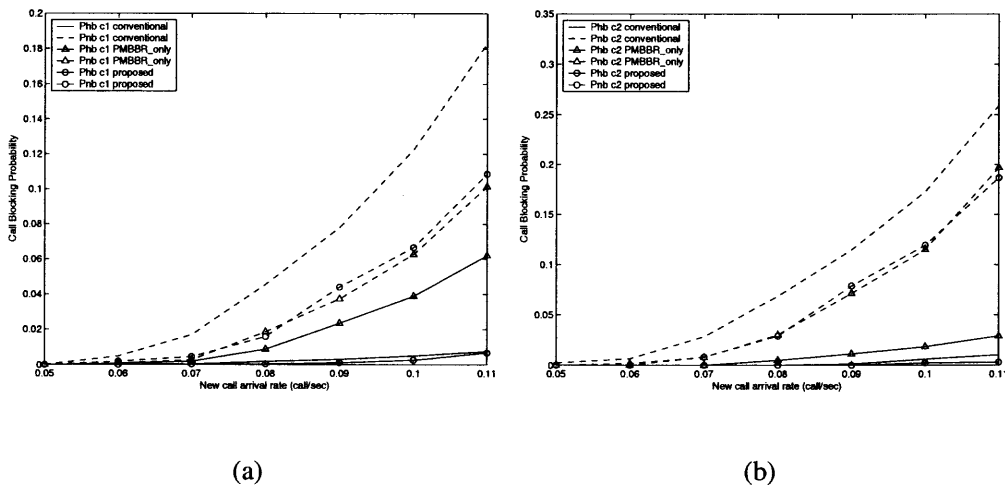 Phb c1 conventional
Pnb c1 conventional
Phb c1 PMBBR_only
Pnb c1 PMBBR_only
Phb c1 proposed
Pnb c1 proposed
0.2
0.18
0.16
0.14
0.12
0.1
0.08
0.06
0.04
0.02
0
Call Blocking Probability
0.05
0.06
0.07
0.08
0.09
0.1
0.11
New call arrival rate (call/sec)
(a)
Phb c2 conventional
Pnb c2 conventional
Phb c2 PMBBR_only
Pnb c2 PMBBR_only
Phb c2 proposed
Pnb c2 proposed
0.35
0.3
0.25
0.2
0.15
0.1
0.05
0
Call Blocking Probability
0.05
0.06
0.07
0.08
0.09
0.1
0.11
New call arrival rate (call/sec)
(b)